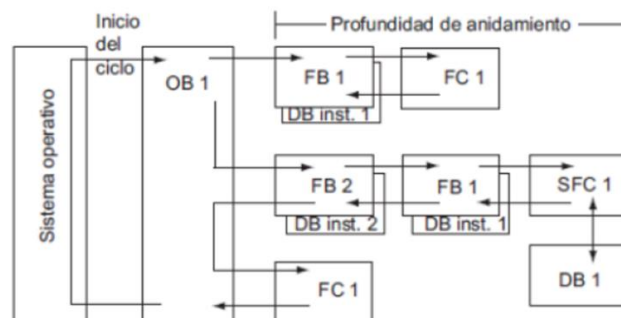 Inicio
del
ciclo
Profundidad de anidamiento
Sistema operativo
OB 1
FB 1
DB inst. 1
FC 1
FB 2
DB inst. 2
FB 1
DB inst. 1
SFC 1
FC 1
DB 1